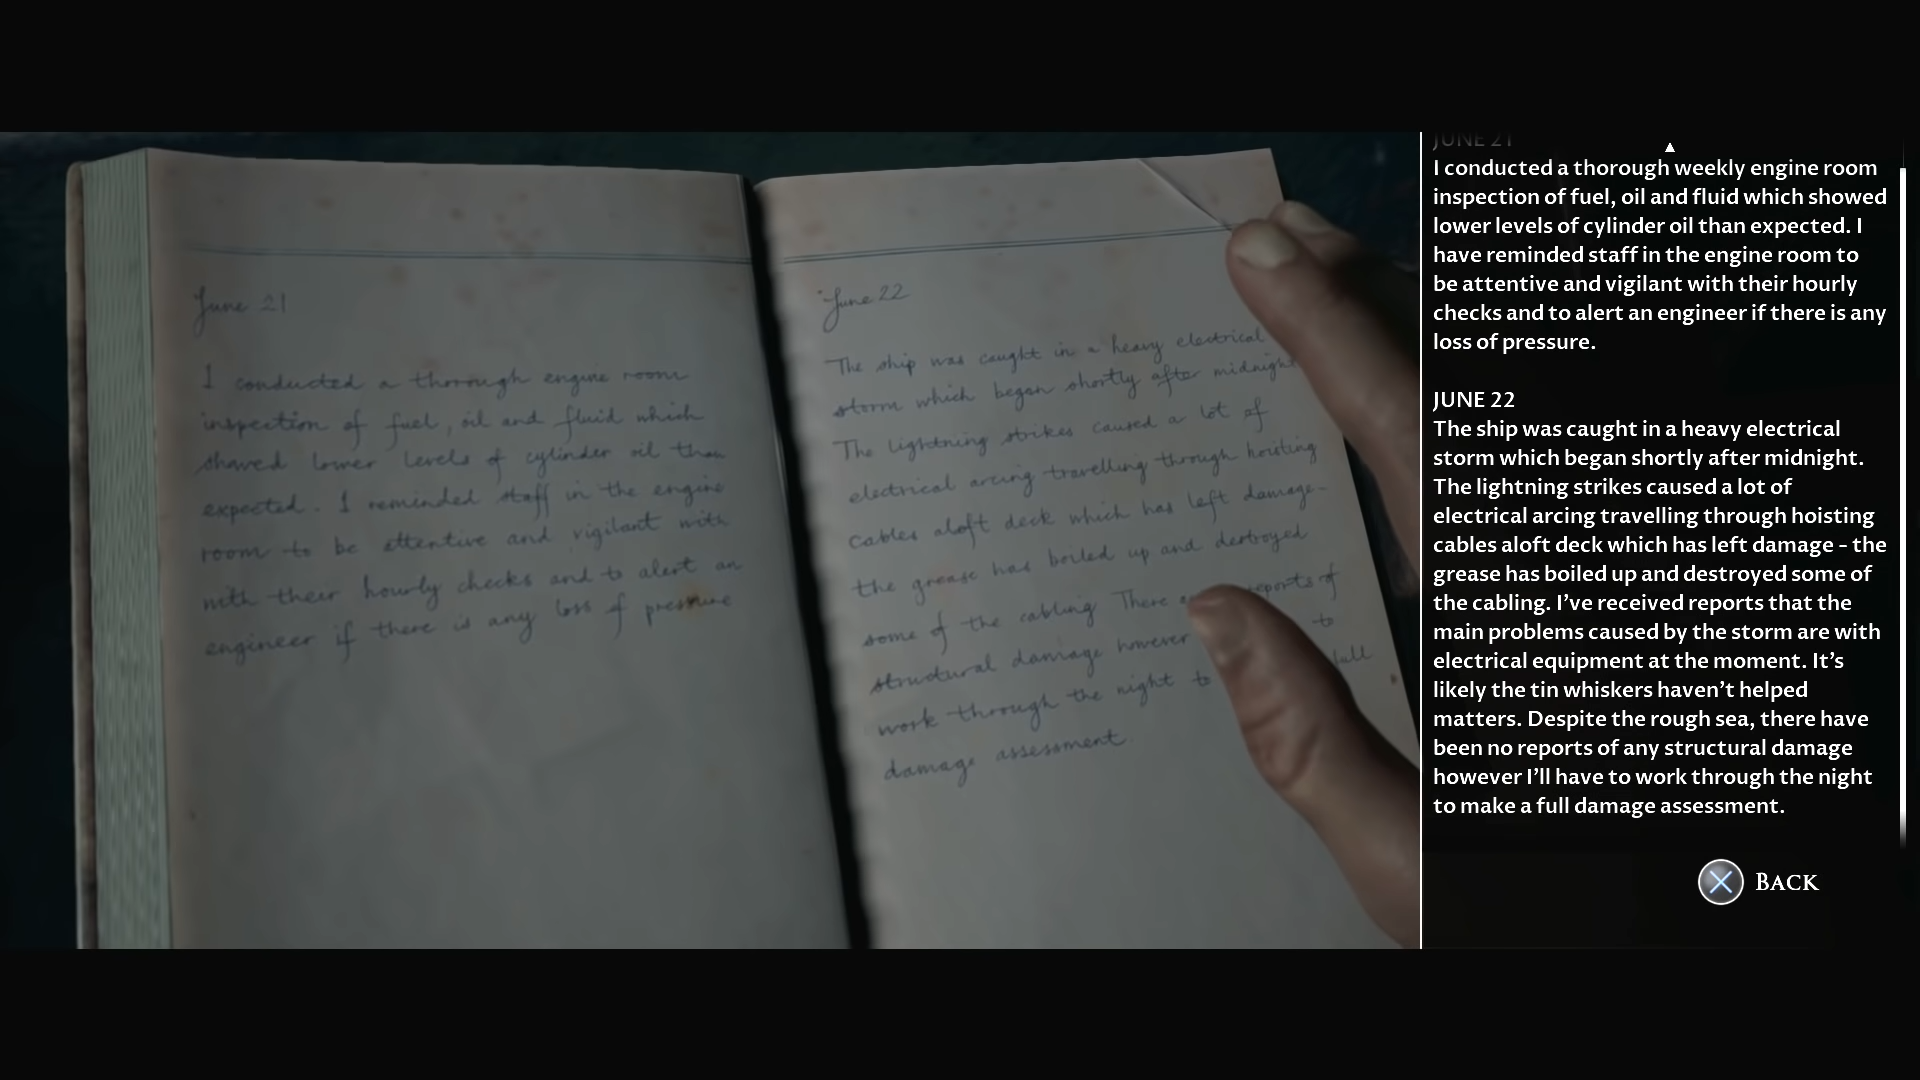 June 21
I conducted a thorough engine room
inspection of fuel, oil and fluid which
showed lower levels of cylinder oil than
expected. I reminded staff in the engine
room to be attentive and vigilant with
with their hourly checks and to alert an
engineer if there is any loss of pressure
June 22
The ship was caught in a heavy electrical
storm which began shortly after midnight
The lightning strikes caused a lot of
electrical arcing travelling through hoisting
cables aloft deck which has left damage-
the grease has boiled up and destroyed
some of the cabling There reports of
structural damage however to
work through the night to full
damage assessment.
JUNE 21
I conducted a thorough weekly engine room
inspection of fuel, oil and fluid which showed
lower levels of cylinder oil than expected. I
have reminded staff in the engine room to
be attentive and vigilant with their hourly
checks and to alert an engineer if there is any
loss of pressure.
JUNE 22
The ship was caught in a heavy electrical
storm which began shortly after midnight.
The lightning strikes caused a lot of
electrical arcing travelling through hoisting
cables aloft deck which has left damage - the
grease has boiled up and destroyed some of
the cabling. I've received reports that the
main problems caused by the storm are with
electrical equipment at the moment. It's
likely the tin whiskers haven't helped
matters. Despite the rough sea, there have
been no reports of any structural damage
however I'll have to work through the night
to make a full damage assessment.
BACK